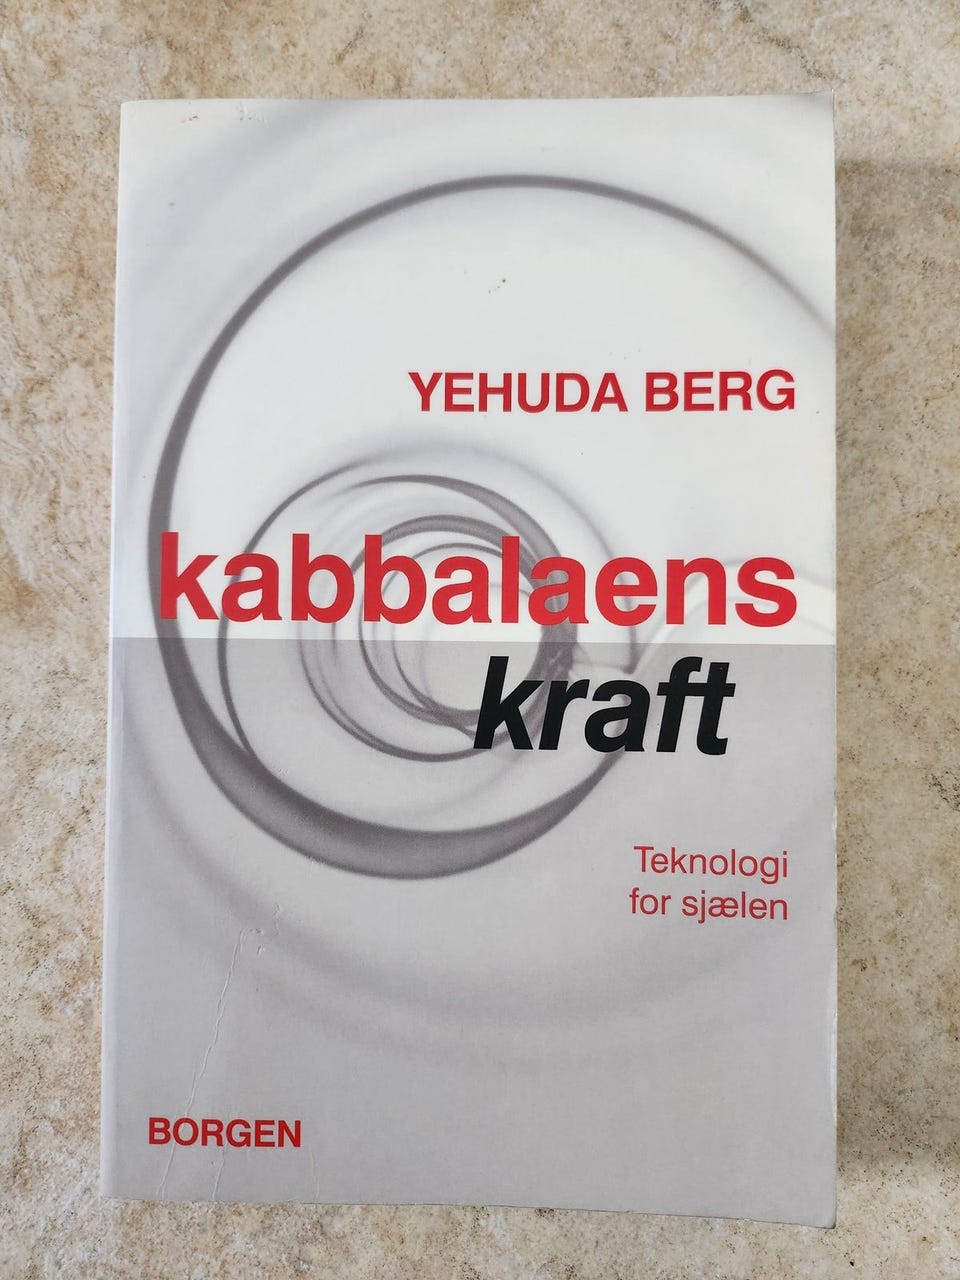 YEHUDA BERG
kabbalaens
kraft
Teknologi
for sjælen
BORGEN